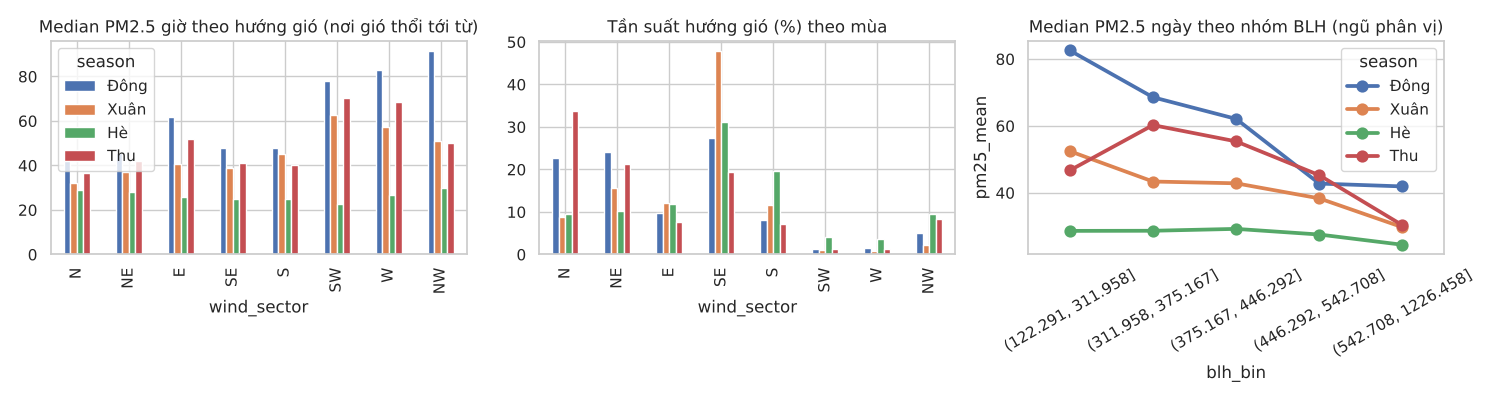 Median PM2.5 giờ theo hướng gió (nơi gió thổi tới từ)
80
60
40
20
0
season
Đông
Xuân
Hè
Thu
N
NE
E
SE
S
SW
W
NW
wind_sector
Tần suất hướng gió (%) theo mùa
50
40
30
20
10
0
N
NE
E
SE
S
SW
W
NW
wind_sector
Median PM2.5 ngày theo nhóm BLH (ngũ phân vị)
pm25_mean
80
60
40
season
Đông
Xuân
Hè
Thu
(122.291, 311.958]
(311.958, 375.167]
(375.167, 446.292]
(446.292, 542.708]
(542.708, 1226.458]
blh_bin